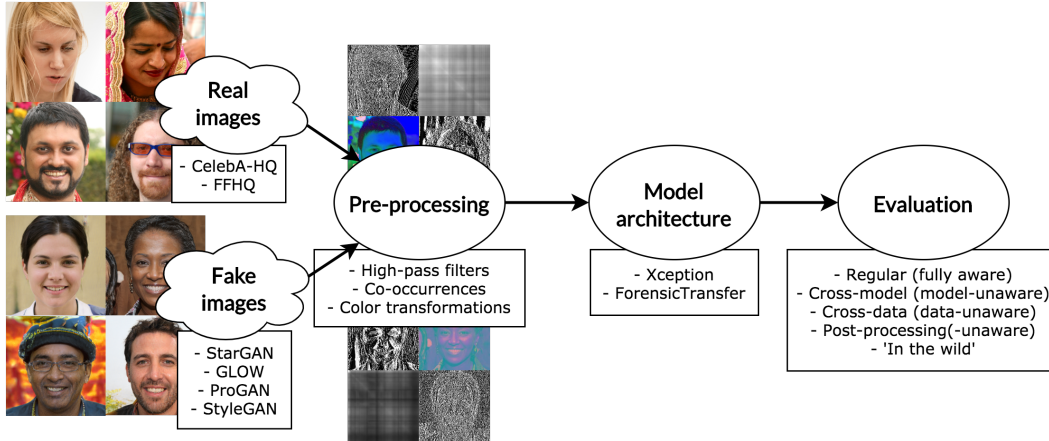 Real
images
- CelebA-HQ
- FFHQ
Fake
images
- StarGAN
- GLOW
- ProGAN
- StyleGAN
Pre-processing
- High-pass filters
- Co-occurrences
- Color transformations
Model
architecture
- Xception
- ForensicTransfer
Evaluation
- Regular (fully aware)
- Cross-model (model-unaware)
- Cross-data (data-unaware)
- Post-processing(-unaware)
- 'In the wild'